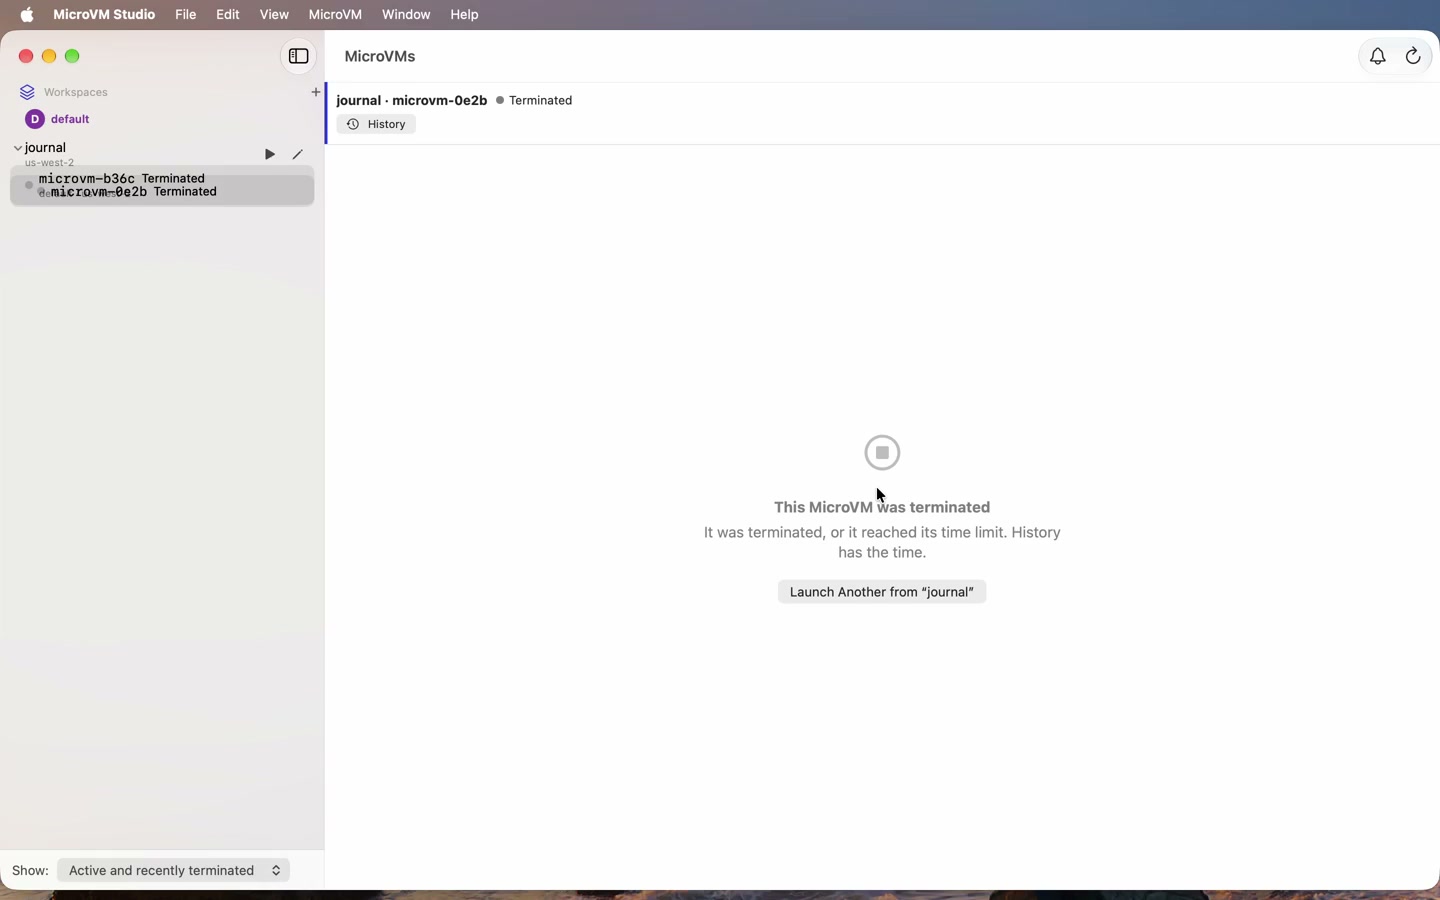 MicroVM Studio File Edit View MicroVM Window Help
MicroVMs
Workspaces +
D default
journal
us-west-2
microvm-b36c Terminated
microvm-0e2b Terminated
journal · microvm-0e2b Terminated
History
This MicroVM was terminated
It was terminated, or it reached its time limit. History
has the time.
Launch Another from “journal”
Show: Active and recently terminated